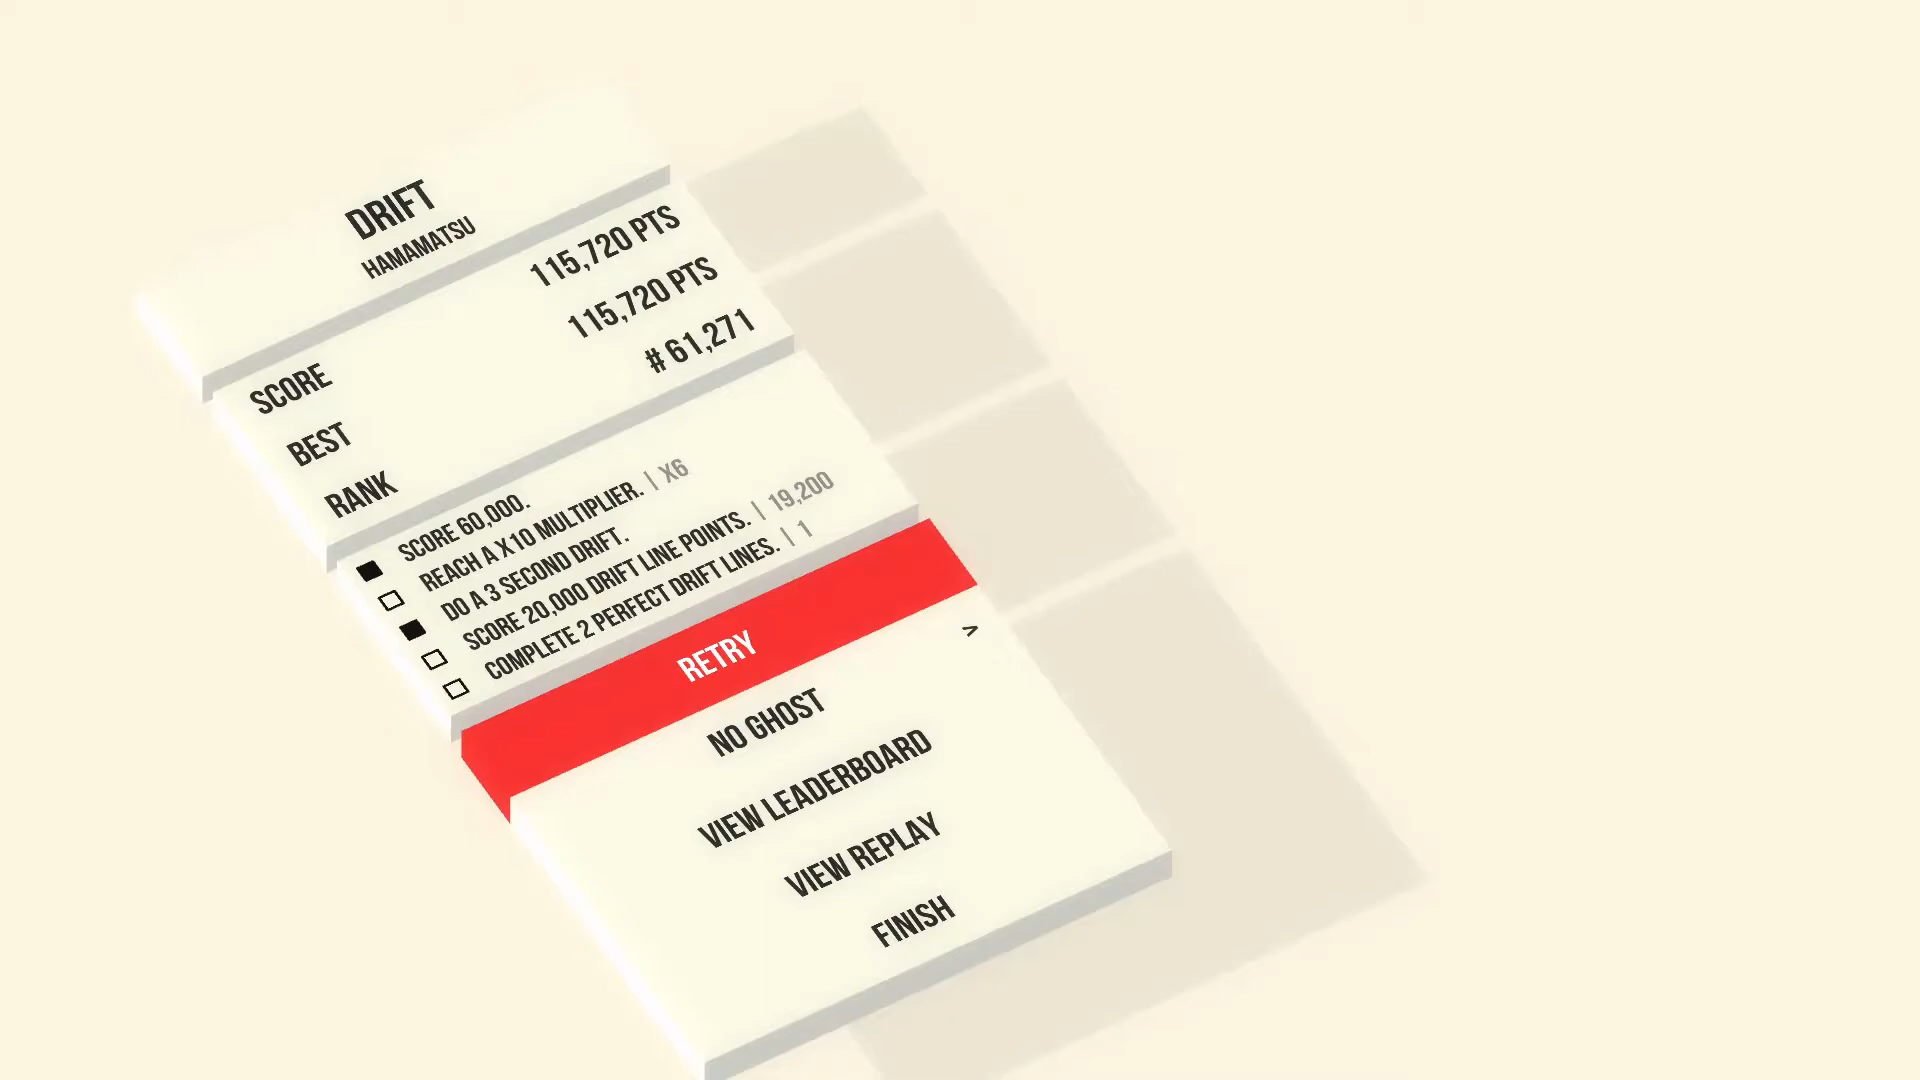 DRIFT
HAMAMATSU
SCORE 115,720 PTS
BEST 115,720 PTS
RANK # 61,271
SCORE 60,000.
REACH A X10 MULTIPLIER. | X6
DO A 3 SECOND DRIFT.
SCORE 20,000 DRIFT LINE POINTS. | 19,200
COMPLETE 2 PERFECT DRIFT LINES. | 1
RETRY
NO GHOST >
VIEW LEADERBOARD
VIEW REPLAY
FINISH